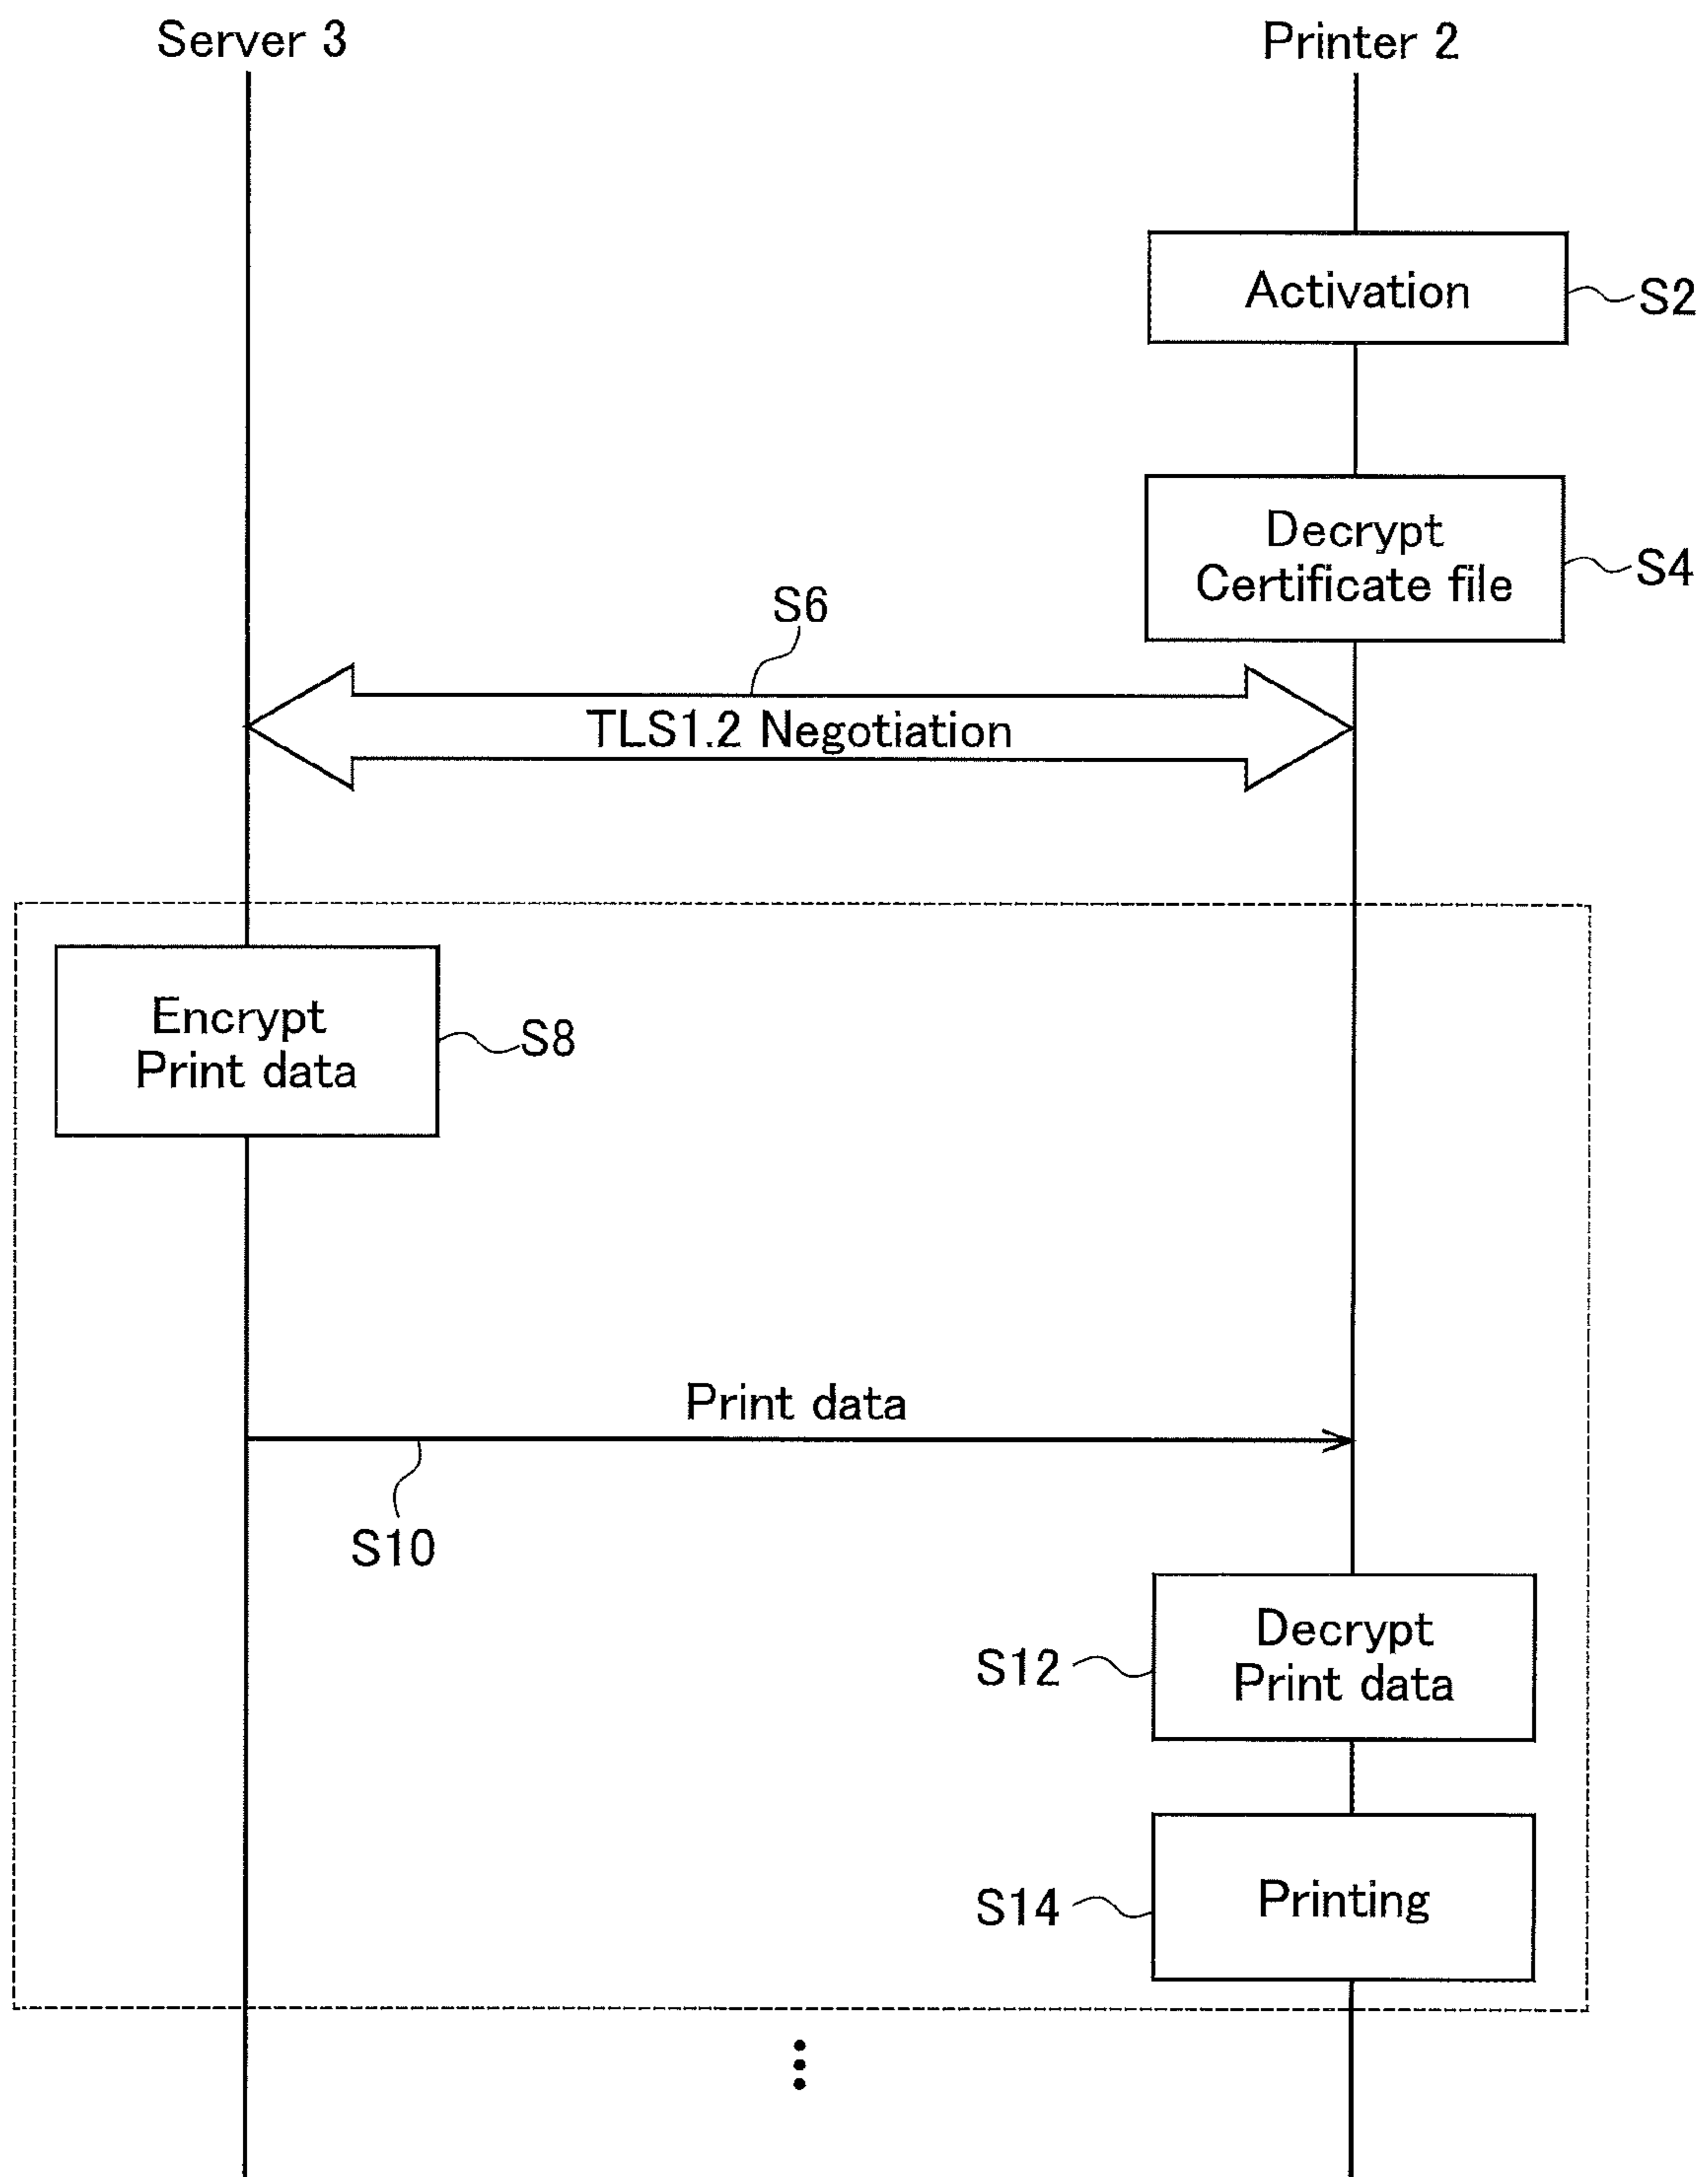 Server 3
Printer 2
Activation
S2
Decrypt
Certificate file
S4
S6
TLS1.2 Negotiation
Encrypt
Print data
S8
Print data
S10
Decrypt
Print data
S12
Printing
S14